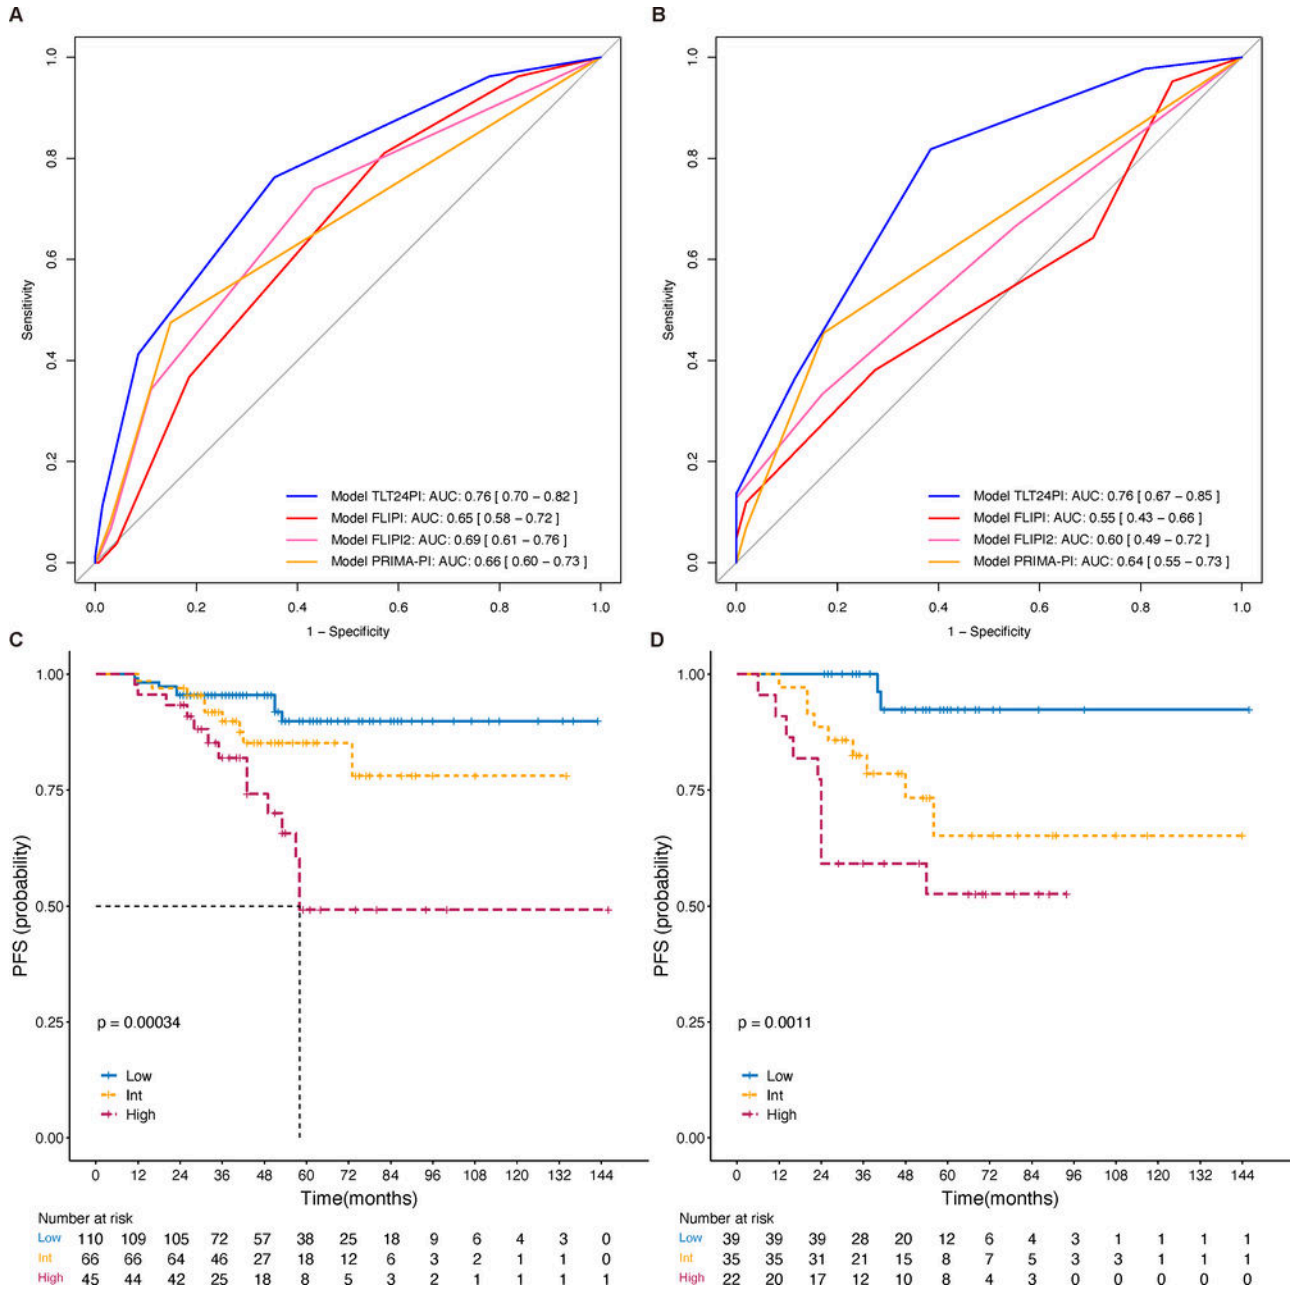 A
1.0
0.8
0.6
0.4
0.2
0.0
Sensitivity
Model TLT24PI: AUC: 0.76 [ 0.70 – 0.82 ]
Model FLIPI: AUC: 0.65 [ 0.58 – 0.72 ]
Model FLIPI2: AUC: 0.69 [ 0.61 – 0.76 ]
Model PRIMA-PI: AUC: 0.66 [ 0.60 – 0.73 ]
0.0 0.2 0.4 0.6 0.8 1.0
1 – Specificity
B
1.0
0.8
0.6
0.4
0.2
0.0
Sensitivity
Model TLT24PI: AUC: 0.76 [ 0.67 – 0.85 ]
Model FLIPI: AUC: 0.55 [ 0.43 – 0.66 ]
Model FLIPI2: AUC: 0.60 [ 0.49 – 0.72 ]
Model PRIMA-PI: AUC: 0.64 [ 0.55 – 0.73 ]
0.0 0.2 0.4 0.6 0.8 1.0
1 – Specificity
C
1.00
0.75
0.50
0.25
0.00
PFS (probability)
p = 0.00034
Low
Int
High
0 12 24 36 48 60 72 84 96 108 120 132 144
Time(months)
Number at risk
Low 110 109 105 72 57 38 25 18 9 6 4 3 0
Int 66 66 64 46 27 18 12 6 3 2 1 1 0
High 45 44 42 25 18 8 5 3 2 1 1 1 1
D
1.00
0.75
0.50
0.25
0.00
PFS (probability)
p = 0.0011
Low
Int
High
0 12 24 36 48 60 72 84 96 108 120 132 144
Time(months)
Number at risk
Low 39 39 39 28 20 12 6 4 3 1 1 1 1
Int 35 35 31 21 15 8 7 5 3 3 1 1 1
High 22 20 17 12 10 8 4 3 0 0 0 0 0